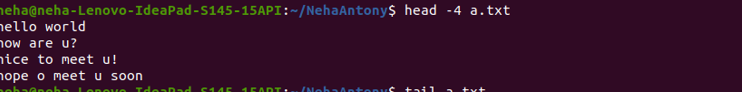 neha@neha-Lenovo-IdeaPad-S145-15API:~/NehaAntony$ head -4 a.txt
hello world
how are u?
nice to meet u!
hope o meet u soon
neha@neha-Lenovo-IdeaPad-S145-15API:~/NehaAntony$ tail a.txt